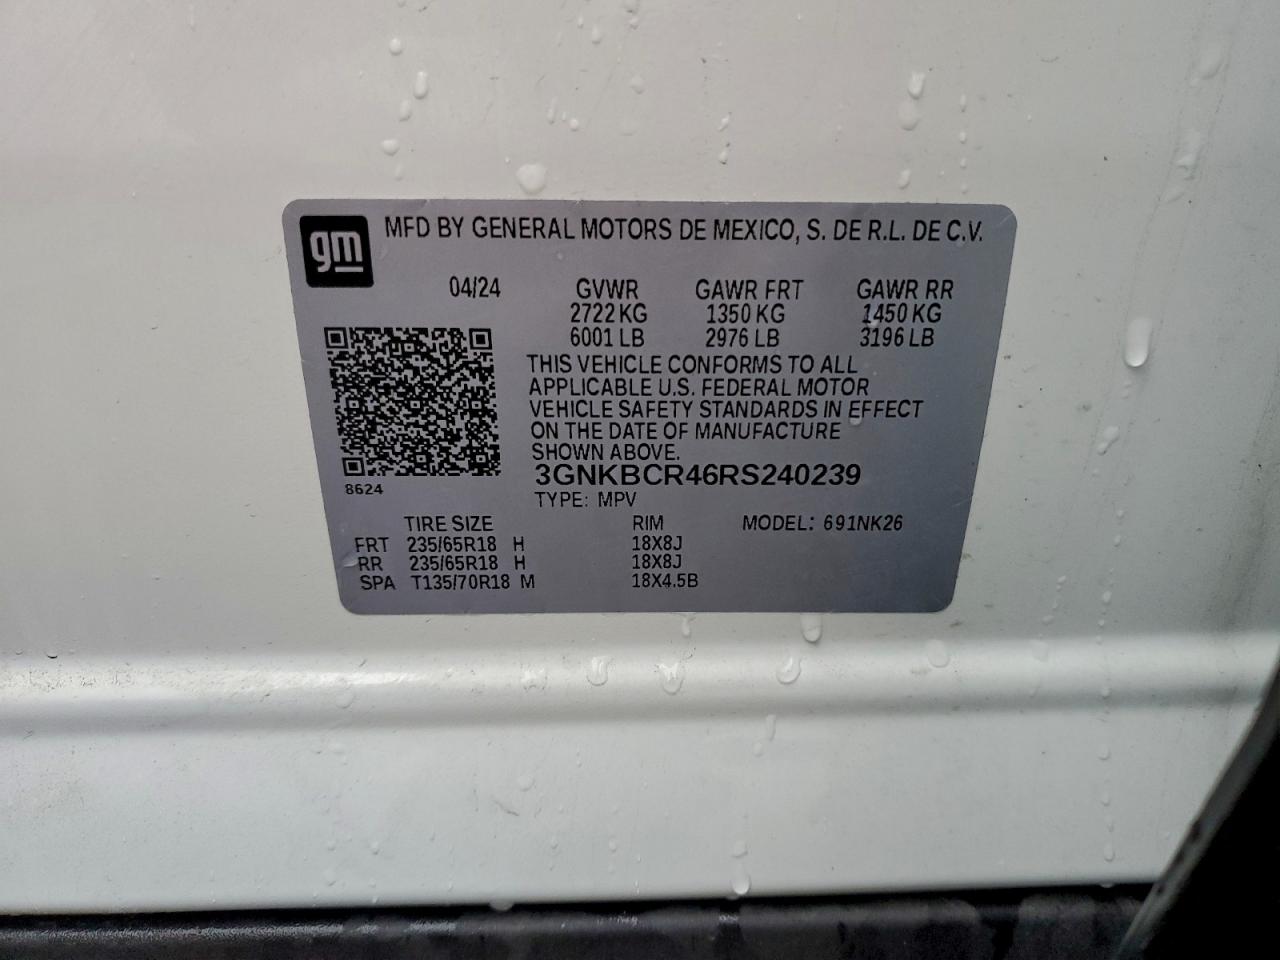 gm MFD BY GENERAL MOTORS DE MEXICO, S. DE R.L. DE C.V.
04/24 GVWR GAWR FRT GAWR RR
2722 KG 1350 KG 1450 KG
6001 LB 2976 LB 3196 LB
THIS VEHICLE CONFORMS TO ALL
APPLICABLE U.S. FEDERAL MOTOR
VEHICLE SAFETY STANDARDS IN EFFECT
ON THE DATE OF MANUFACTURE
SHOWN ABOVE.
3GNKBCR46RS240239
8624
TYPE: MPV
TIRE SIZE RIM MODEL: 691NK26
FRT 235/65R18 H 18X8J
RR 235/65R18 H 18X8J
SPA T135/70R18 M 18X4.5B